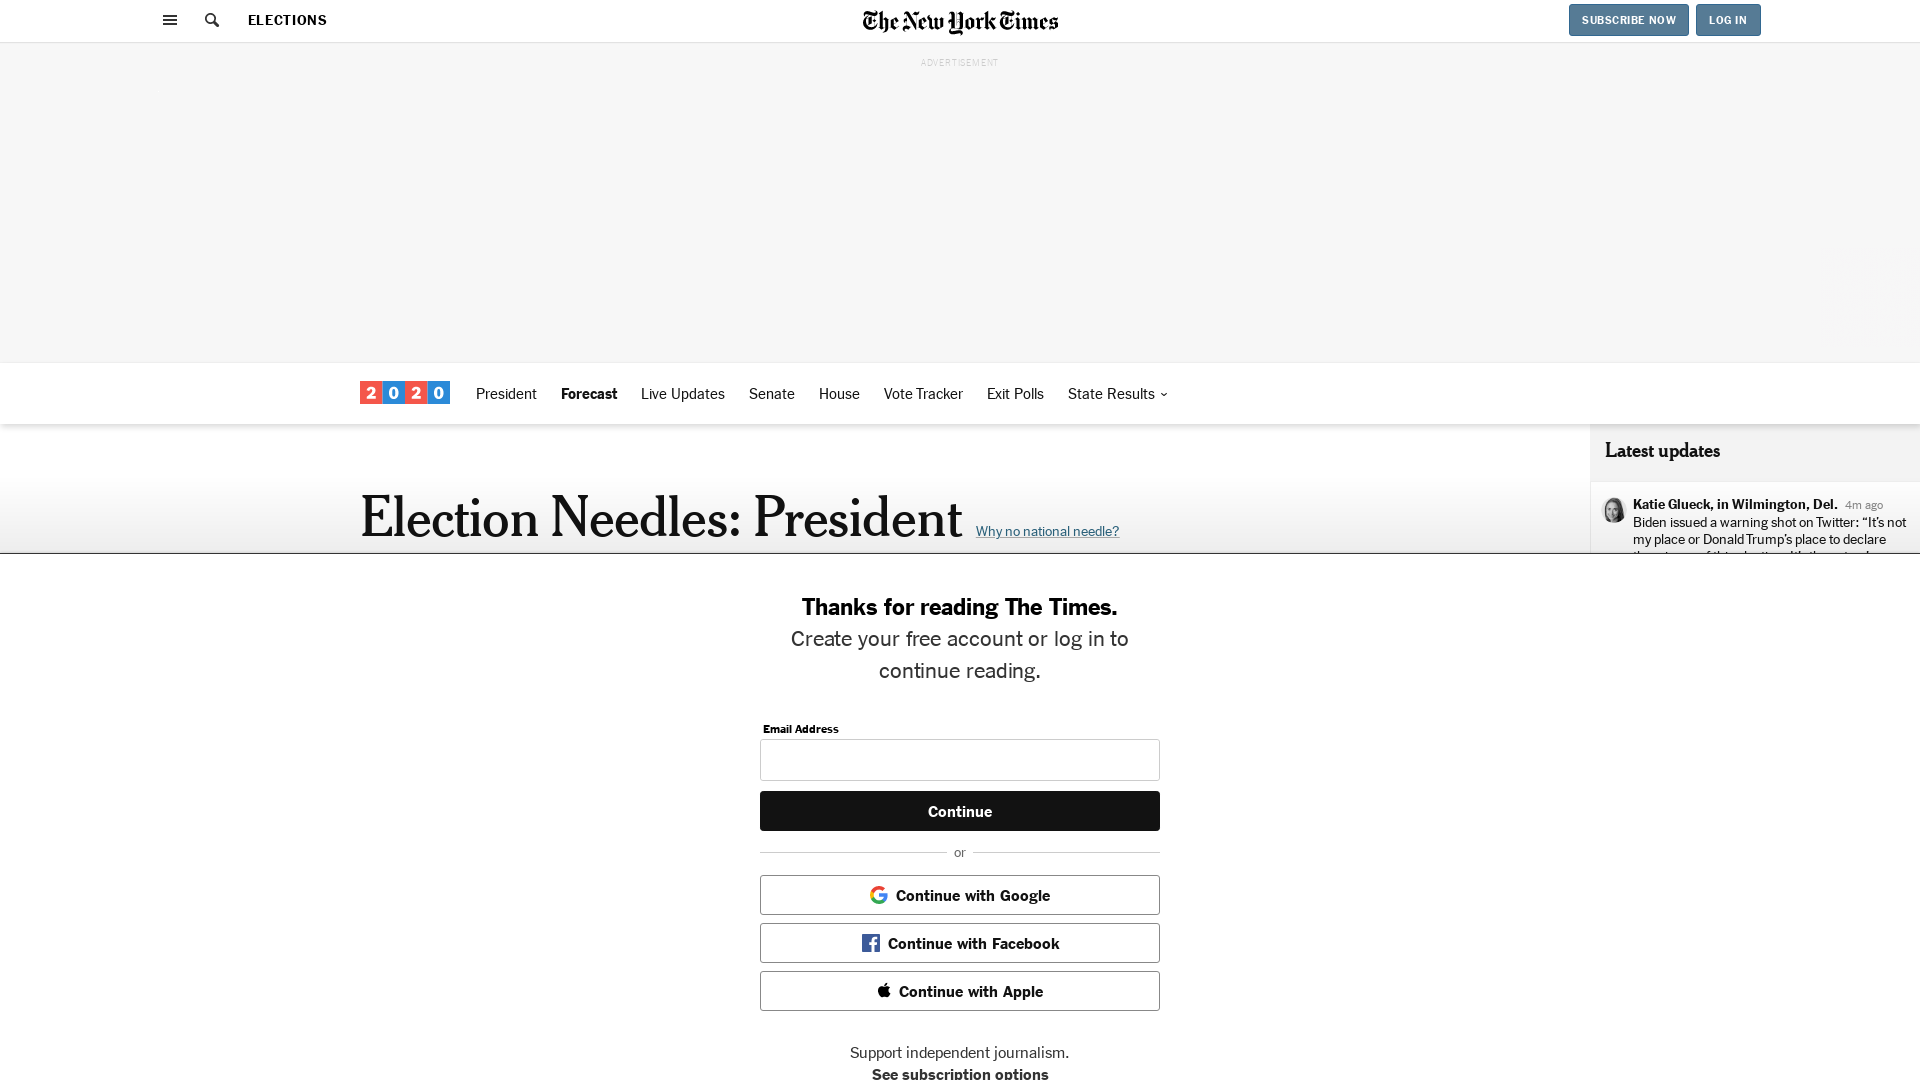 ELECTIONS
The New York Times
SUBSCRIBE NOW
LOG IN
ADVERTISEMENT
2020
President
Forecast
Live Updates
Senate
House
Vote Tracker
Exit Polls
State Results
Latest updates
Election Needles: President
Why no national needle?
Katie Glueck, in Wilmington, Del. 4m ago
Biden issued a warning shot on Twitter: “It’s not
my place or Donald Trump’s place to declare
Thanks for reading The Times.
Create your free account or log in to
continue reading.
Email Address
Continue
or
Continue with Google
Continue with Facebook
Continue with Apple
Support independent journalism.
See subscription options